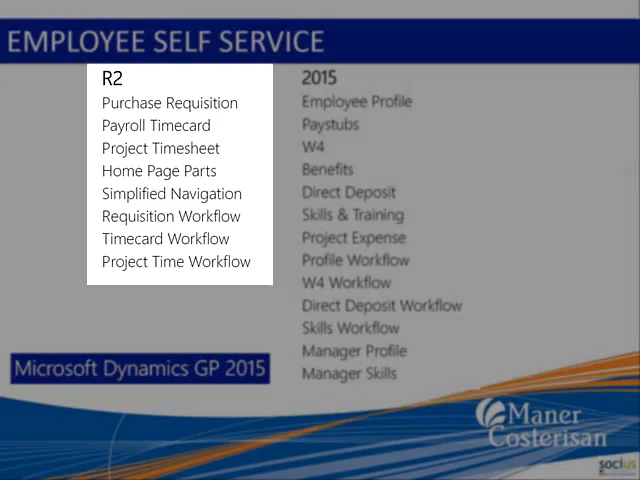 EMPLOYEE SELF SERVICE
R2
Purchase Requisition
Payroll Timecard
Project Timesheet
Home Page Parts
Simplified Navigation
Requisition Workflow
Timecard Workflow
Project Time Workflow
2015
Employee Profile
Paystubs
W4
Benefits
Direct Deposit
Skills & Training
Project Expense
Profile Workflow
W4 Workflow
Direct Deposit Workflow
Skills Workflow
Manager Profile
Manager Skills
Microsoft Dynamics GP 2015
Maner
Costerisan
socius